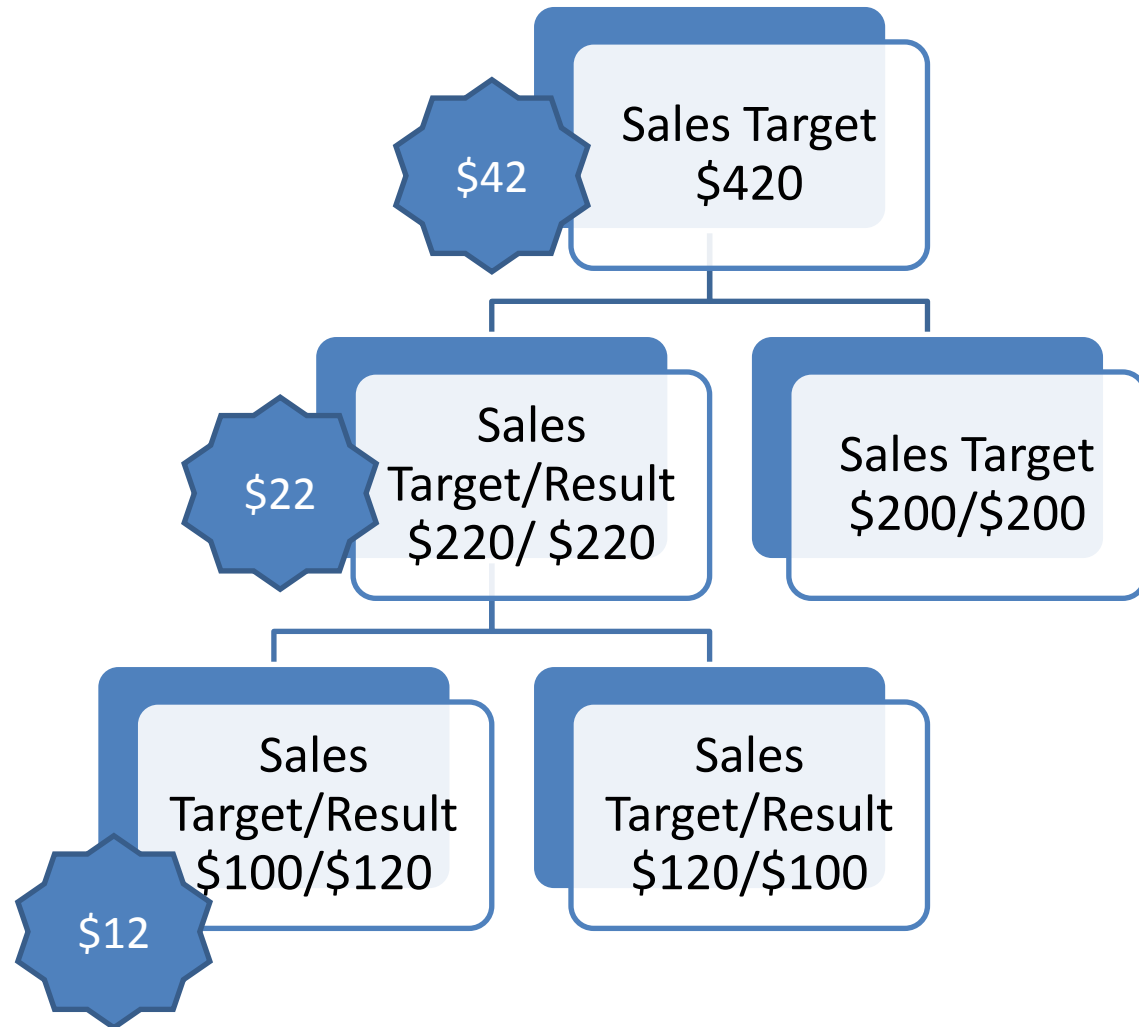 Sales Target
$420
$42
Sales
Target/Result
$220/ $220
$22
Sales Target
$200/$200
Sales
Target/Result
$100/$120
$12
Sales
Target/Result
$120/$100